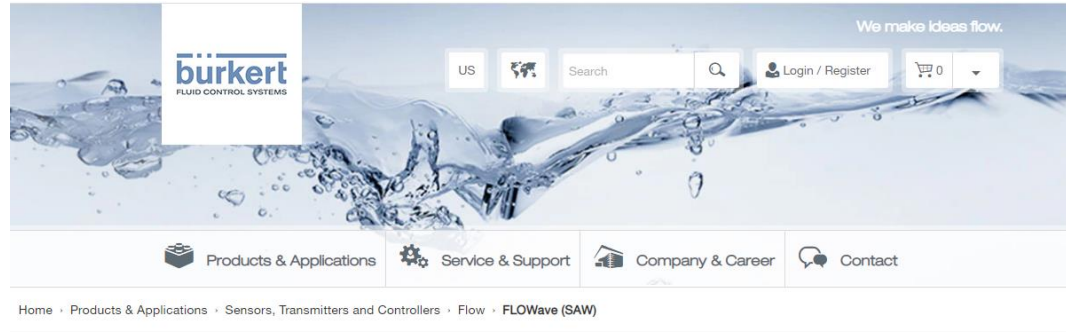 We make ideas flow.
bürkert
FLUID CONTROL SYSTEMS
US Search Login / Register 0
Products & Applications Service & Support Company & Career Contact
Home › Products & Applications › Sensors, Transmitters and Controllers › Flow › FLOWave (SAW)